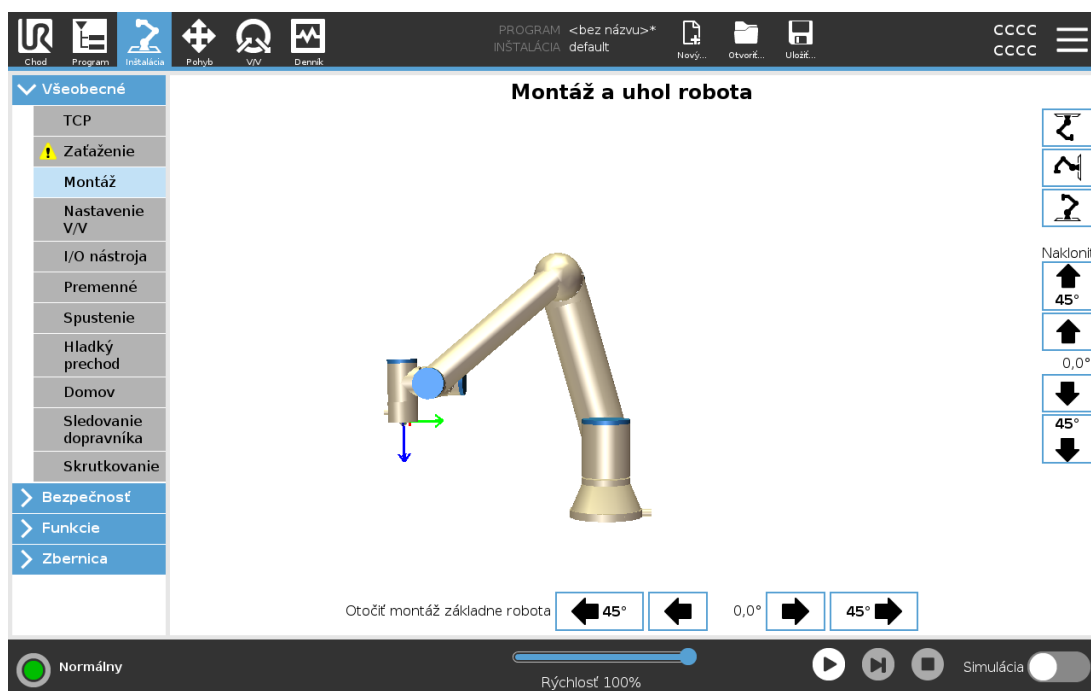 UR
Chod
Program
Inštalácia
Pohyb
V/V
Denník
PROGRAM <bez názvu>*
INŠTALÁCIA default
Nový...
Otvoriť...
Uložiť...
CCCC
CCCC
Všeobecné
TCP
Zaťaženie
Montáž
Nastavenie
V/V
I/O nástroja
Premenné
Spustenie
Hladký
prechod
Domov
Sledovanie
dopravníka
Skrutkovanie
Bezpečnosť
Funkcie
Zbernica
Montáž a uhol robota
Nakloniť
45°
0,0°
45°
Otočiť montáž základne robota
45°
0,0°
45°
Normálny
Rýchlosť 100%
Simulácia